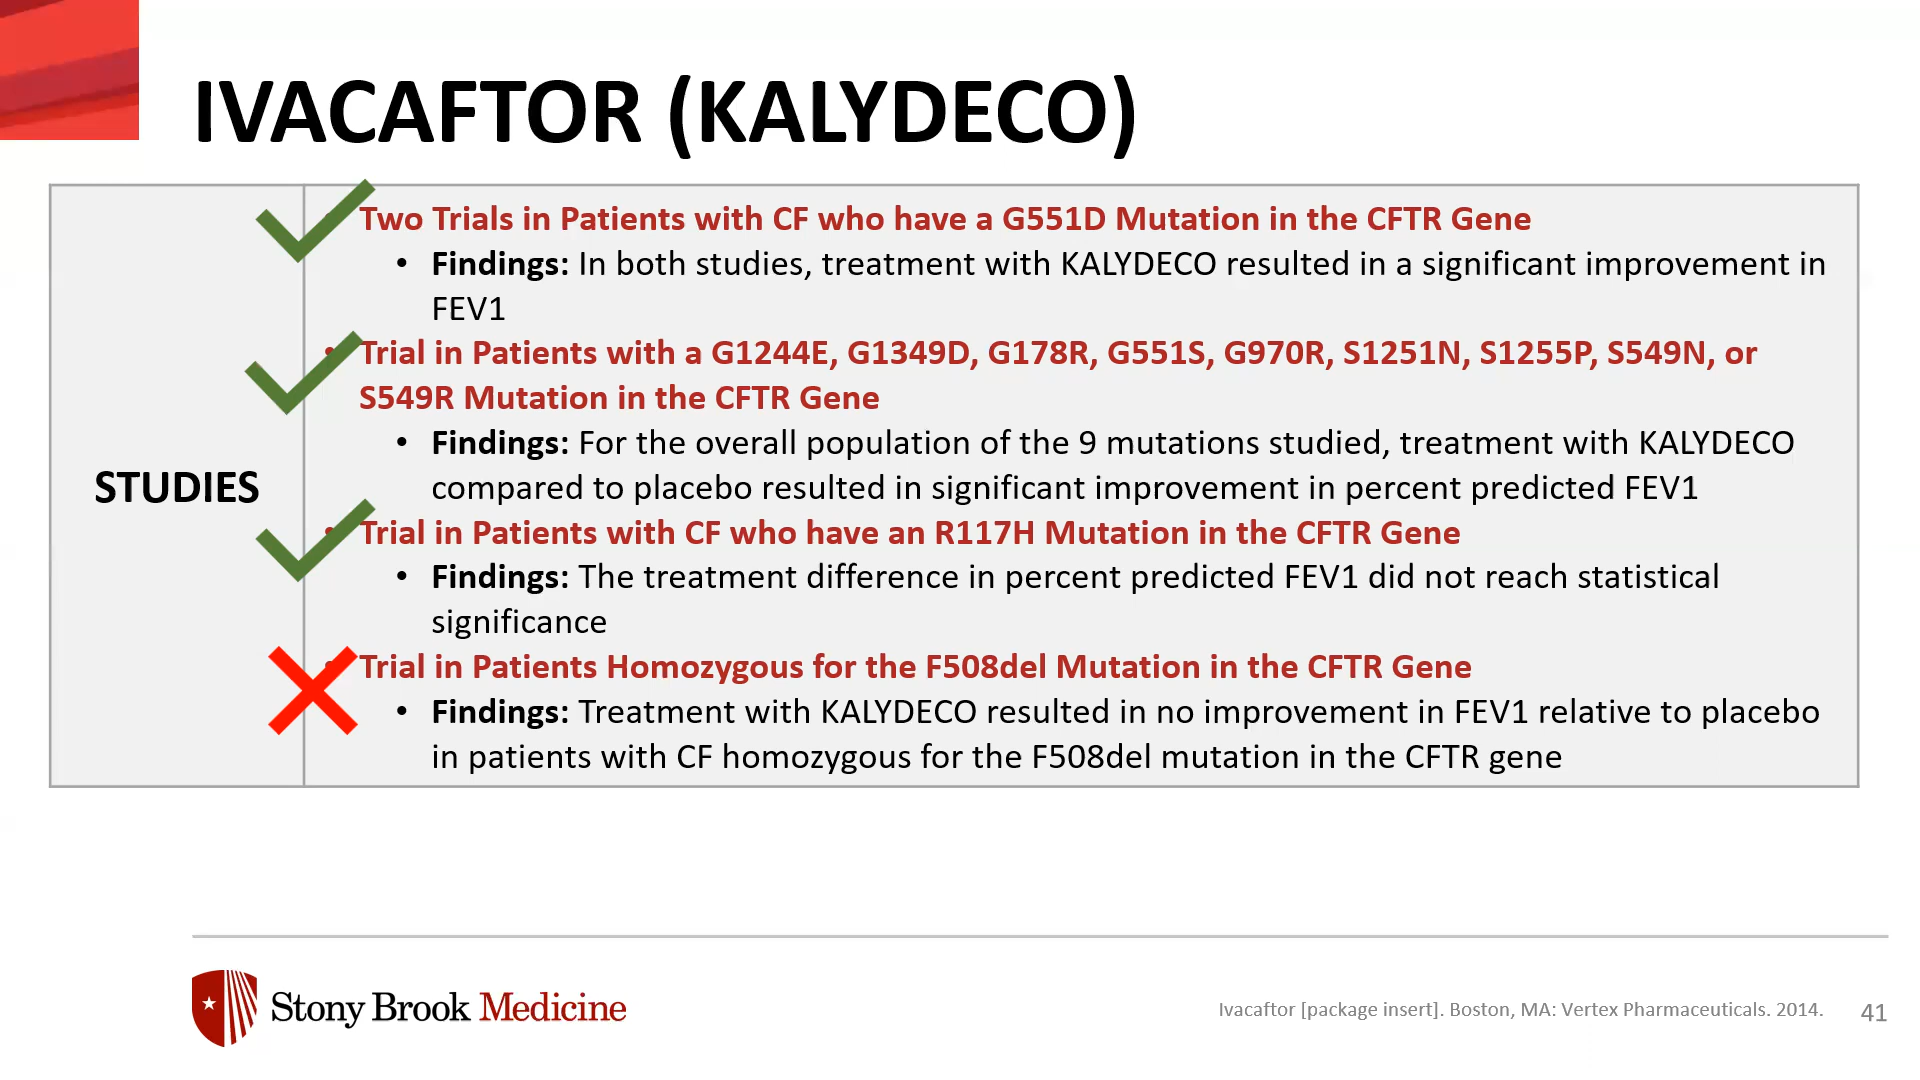 IVACAFTOR (KALYDECO)
STUDIES
• Two Trials in Patients with CF who have a G551D Mutation in the CFTR Gene
• Findings: In both studies, treatment with KALYDECO resulted in a significant improvement in
FEV1
• Trial in Patients with a G1244E, G1349D, G178R, G551S, G970R, S1251N, S1255P, S549N, or
S549R Mutation in the CFTR Gene
• Findings: For the overall population of the 9 mutations studied, treatment with KALYDECO
compared to placebo resulted in significant improvement in percent predicted FEV1
• Trial in Patients with CF who have an R117H Mutation in the CFTR Gene
• Findings: The treatment difference in percent predicted FEV1 did not reach statistical
significance
• Trial in Patients Homozygous for the F508del Mutation in the CFTR Gene
• Findings: Treatment with KALYDECO resulted in no improvement in FEV1 relative to placebo
in patients with CF homozygous for the F508del mutation in the CFTR gene
Stony Brook Medicine
Ivacaftor [package insert]. Boston, MA: Vertex Pharmaceuticals. 2014.
41